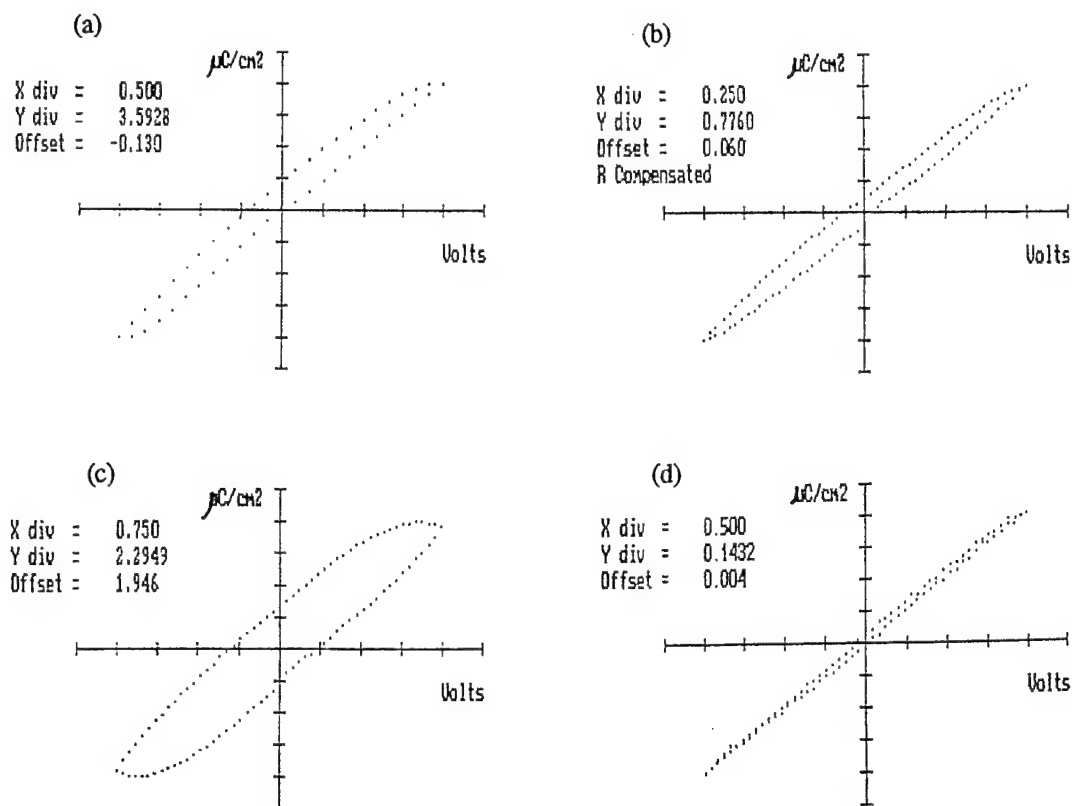 (a)
μC/cm2
X div = 0.500
Y div = 3.5928
Offset = -0.130
Volts
(b)
μC/cm2
X div = 0.250
Y div = 0.7760
Offset = 0.060
R Compensated
Volts
(c)
μC/cm2
X div = 0.750
Y div = 2.2949
Offset = 1.946
Volts
(d)
μC/cm2
X div = 0.500
Y div = 0.1432
Offset = 0.004
Volts